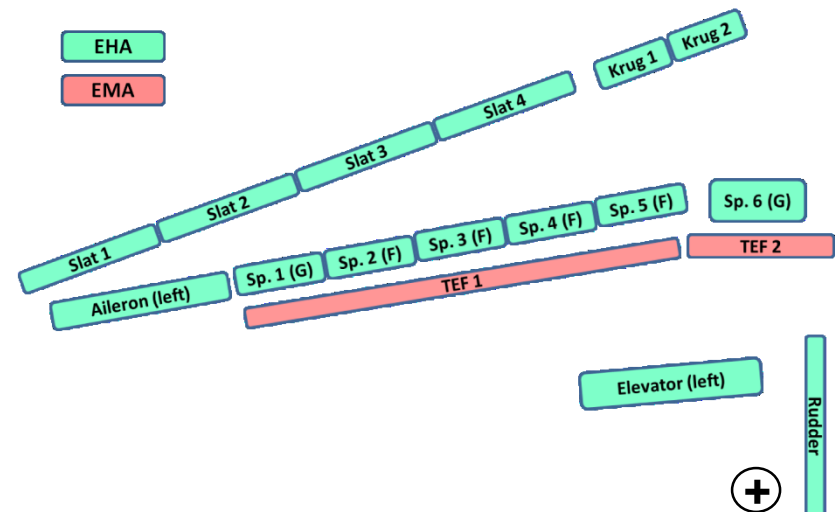 EHA
EMA
Krug 1
Krug 2
Slat 4
Slat 3
Slat 2
Slat 1
Sp. 6 (G)
Sp. 5 (F)
Sp. 4 (F)
Sp. 3 (F)
Sp. 2 (F)
Sp. 1 (G)
TEF 2
TEF 1
Aileron (left)
Elevator (left)
Rudder
+